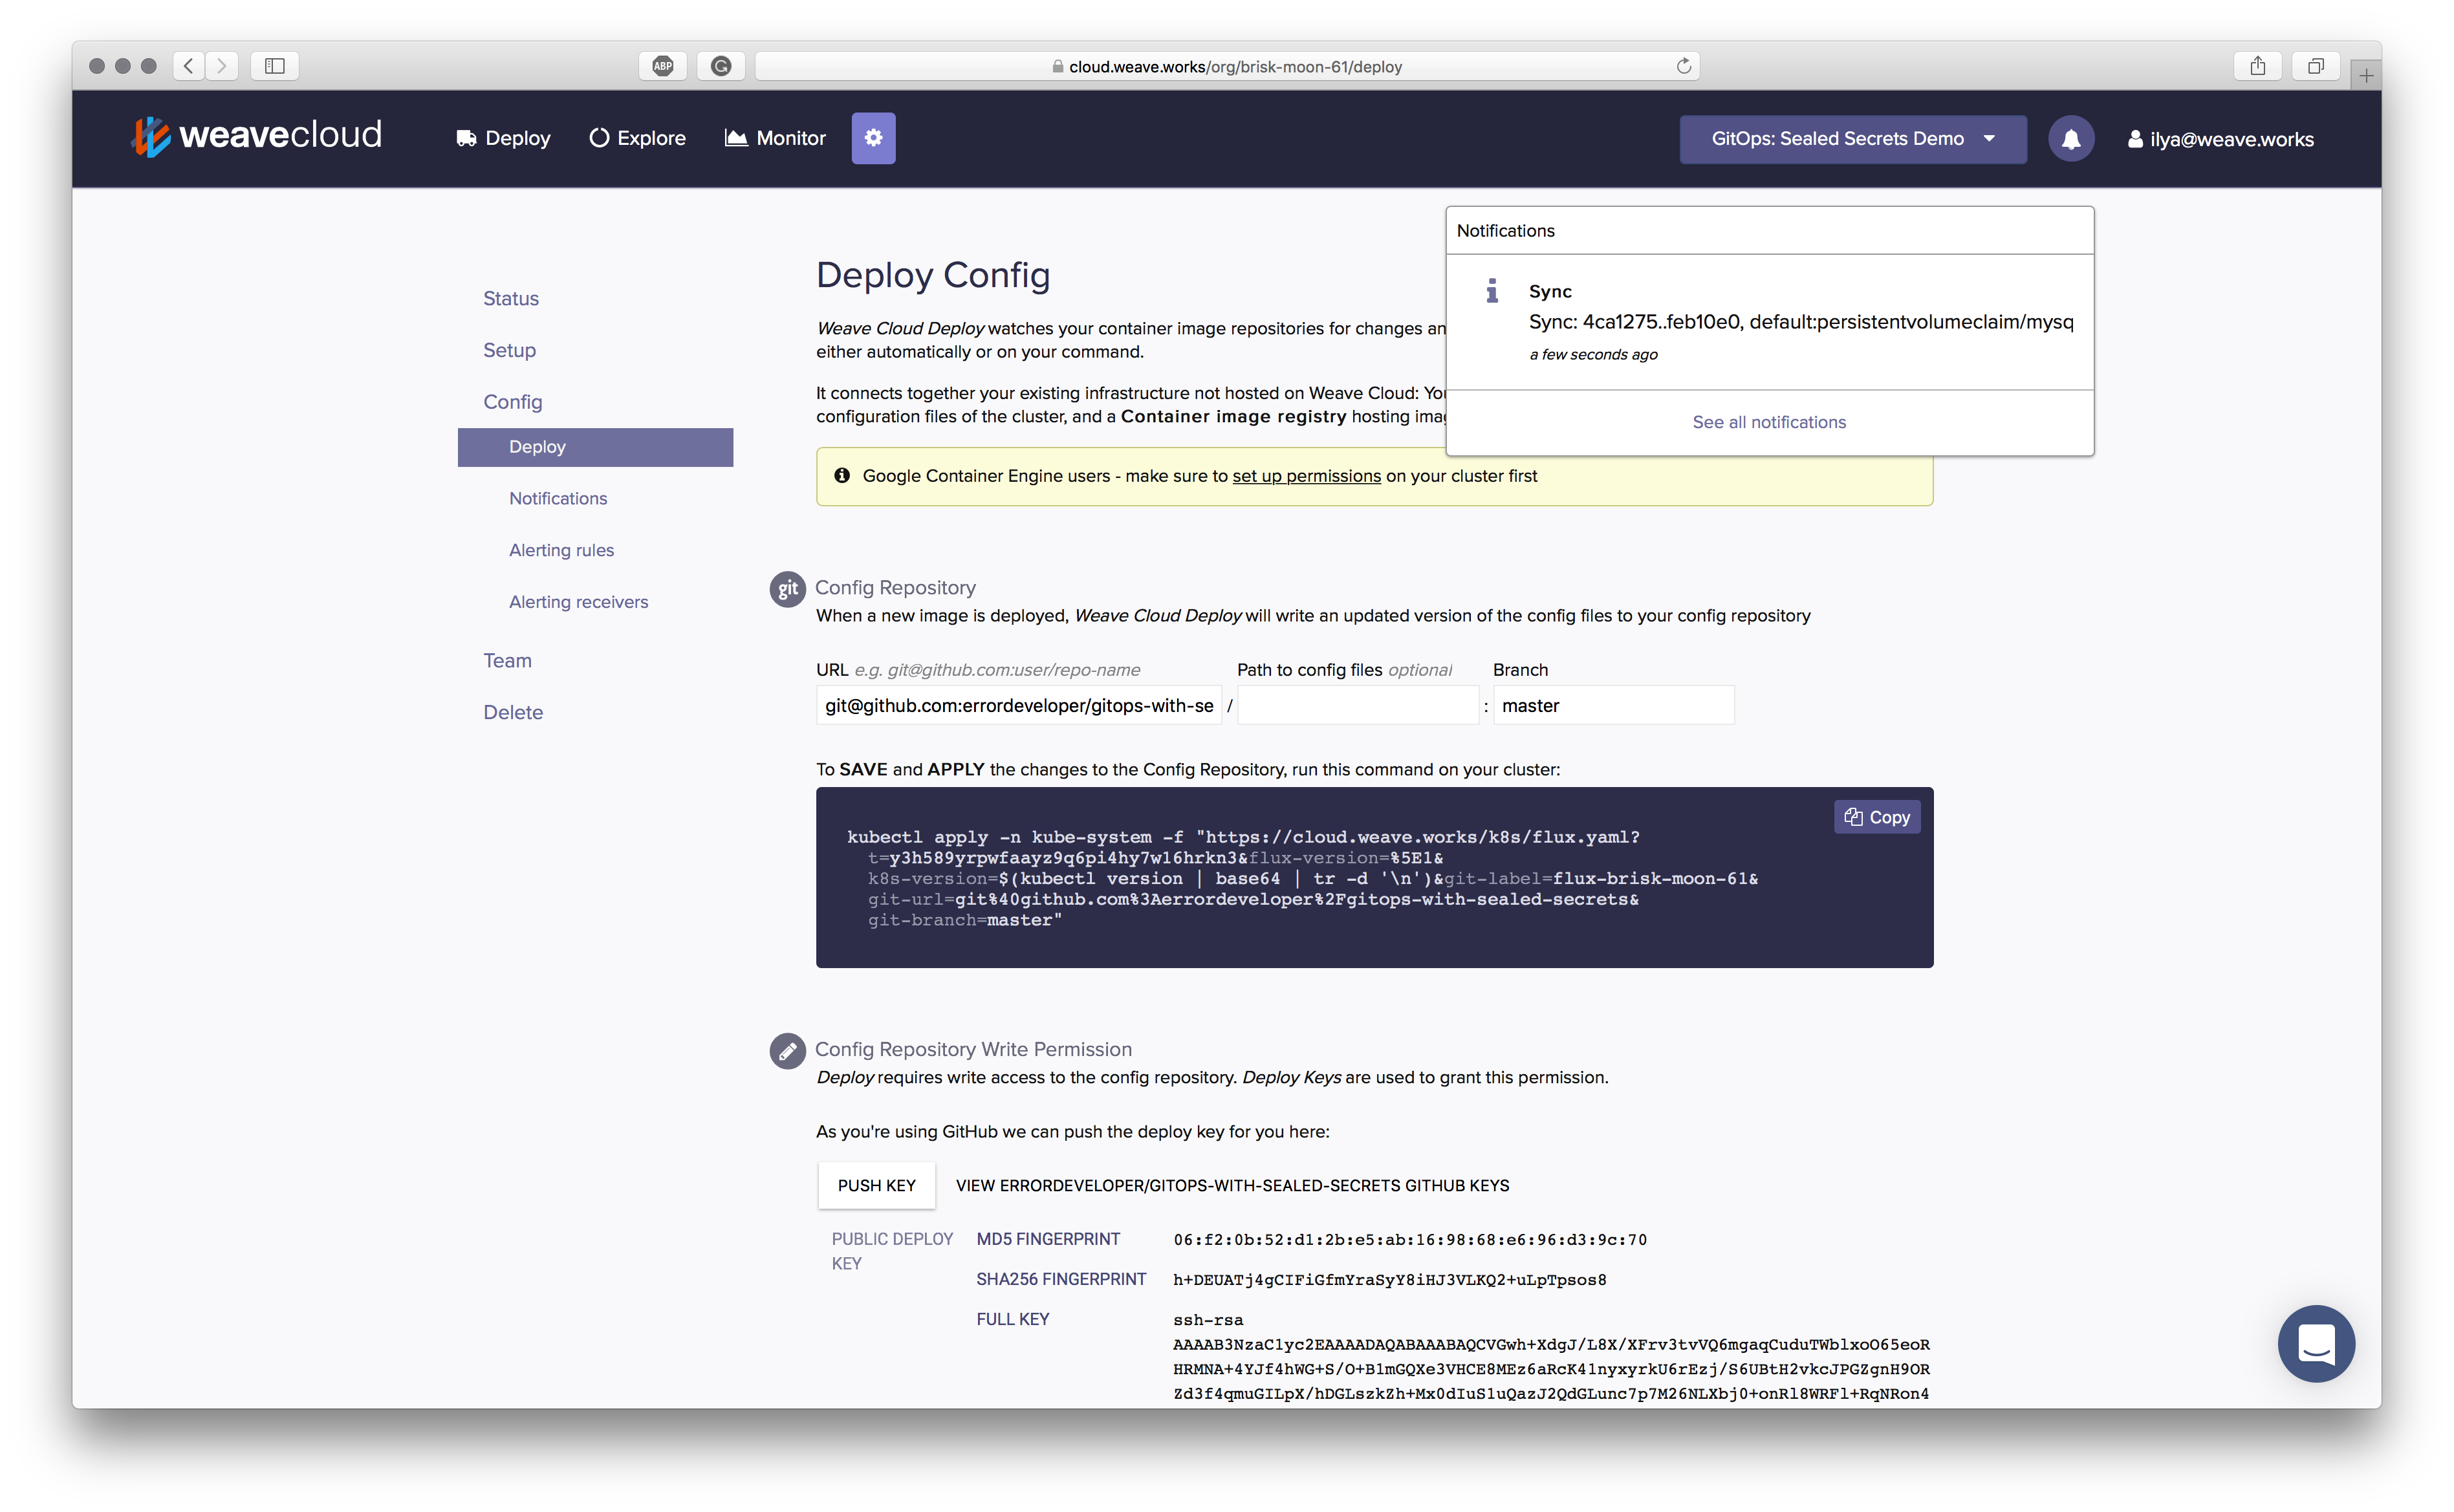 ABP
cloud.weave.works/org/brisk-moon-61/deploy
weavecloud
Deploy
Explore
Monitor
GitOps: Sealed Secrets Demo
ilya@weave.works
Notifications
Sync
Sync: 4ca1275..feb10e0, default:persistentvolumeclaim/mysq
a few seconds ago
See all notifications
Status
Setup
Config
Deploy
Notifications
Alerting rules
Alerting receivers
Team
Delete
Deploy Config
Weave Cloud Deploy watches your container image repositories for changes an
either automatically or on your command.
It connects together your existing infrastructure not hosted on Weave Cloud: You
configuration files of the cluster, and a Container image registry hosting imag
Google Container Engine users - make sure to set up permissions on your cluster first
git
Config Repository
When a new image is deployed, Weave Cloud Deploy will write an updated version of the config files to your config repository
URL e.g. git@github.com:user/repo-name
Path to config files optional
Branch
git@github.com:errordeveloper/gitops-with-se / : master
To SAVE and APPLY the changes to the Config Repository, run this command on your cluster:
Copy
kubectl apply -n kube-system -f "https://cloud.weave.works/k8s/flux.yaml?
t=y3h589yrpwfaayz9q6pi4hy7w16hrkn3&flux-version=%5E1&
k8s-version=$(kubectl version | base64 | tr -d '\n')&git-label=flux-brisk-moon-61&
git-url=git%40github.com%3Aerrordeveloper%2Fgitops-with-sealed-secrets&
git-branch=master"
Config Repository Write Permission
Deploy requires write access to the config repository. Deploy Keys are used to grant this permission.
As you're using GitHub we can push the deploy key for you here:
PUSH KEY
VIEW ERRORDEVELOPER/GITOPS-WITH-SEALED-SECRETS GITHUB KEYS
PUBLIC DEPLOY
KEY
MD5 FINGERPRINT
06:f2:0b:52:d1:2b:e5:ab:16:98:68:e6:96:d3:9c:70
SHA256 FINGERPRINT
h+DEUATj4gCIFiGfmYraSyY8iHJ3VLKQ2+uLpTpsos8
FULL KEY
ssh-rsa
AAAAB3NzaC1yc2EAAAADAQABAAABAQCVGwh+XdgJ/L8X/XFrv3tvVQ6mgaqCuduTWblxoO65eoR
HRMNA+4YJf4hWG+S/O+B1mGQXe3VHCE8MEz6aRcK41nyxyrkU6rEzj/S6UBtH2vkcJPGZgnH9OR
Zd3f4qmuGILpX/hDGLszkZh+Mx0dIuS1uQazJ2QdGLunc7p7M26NLXbj0+onRl8WRFl+RqNRon4